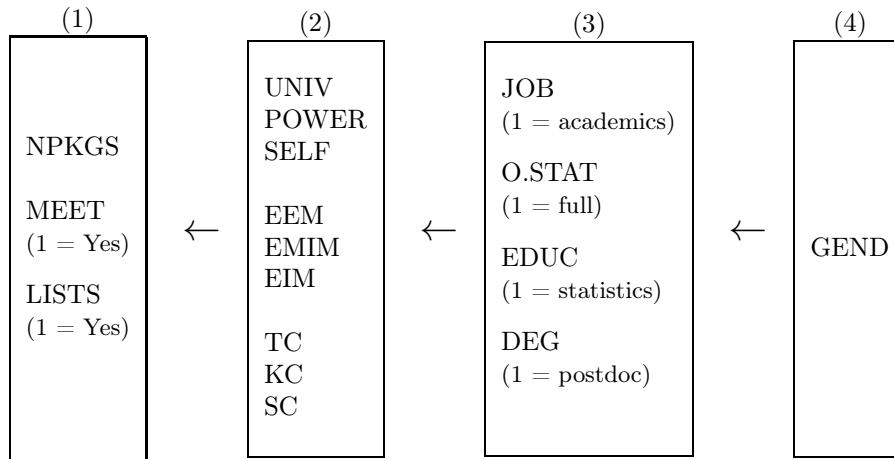 (1)
NPKGS
MEET
(1 = Yes)
LISTS
(1 = Yes)
←
(2)
UNIV
POWER
SELF
EEM
EMIM
EIM
TC
KC
SC
←
(3)
JOB
(1 = academics)
O.STAT
(1 = full)
EDUC
(1 = statistics)
DEG
(1 = postdoc)
←
(4)
GEND